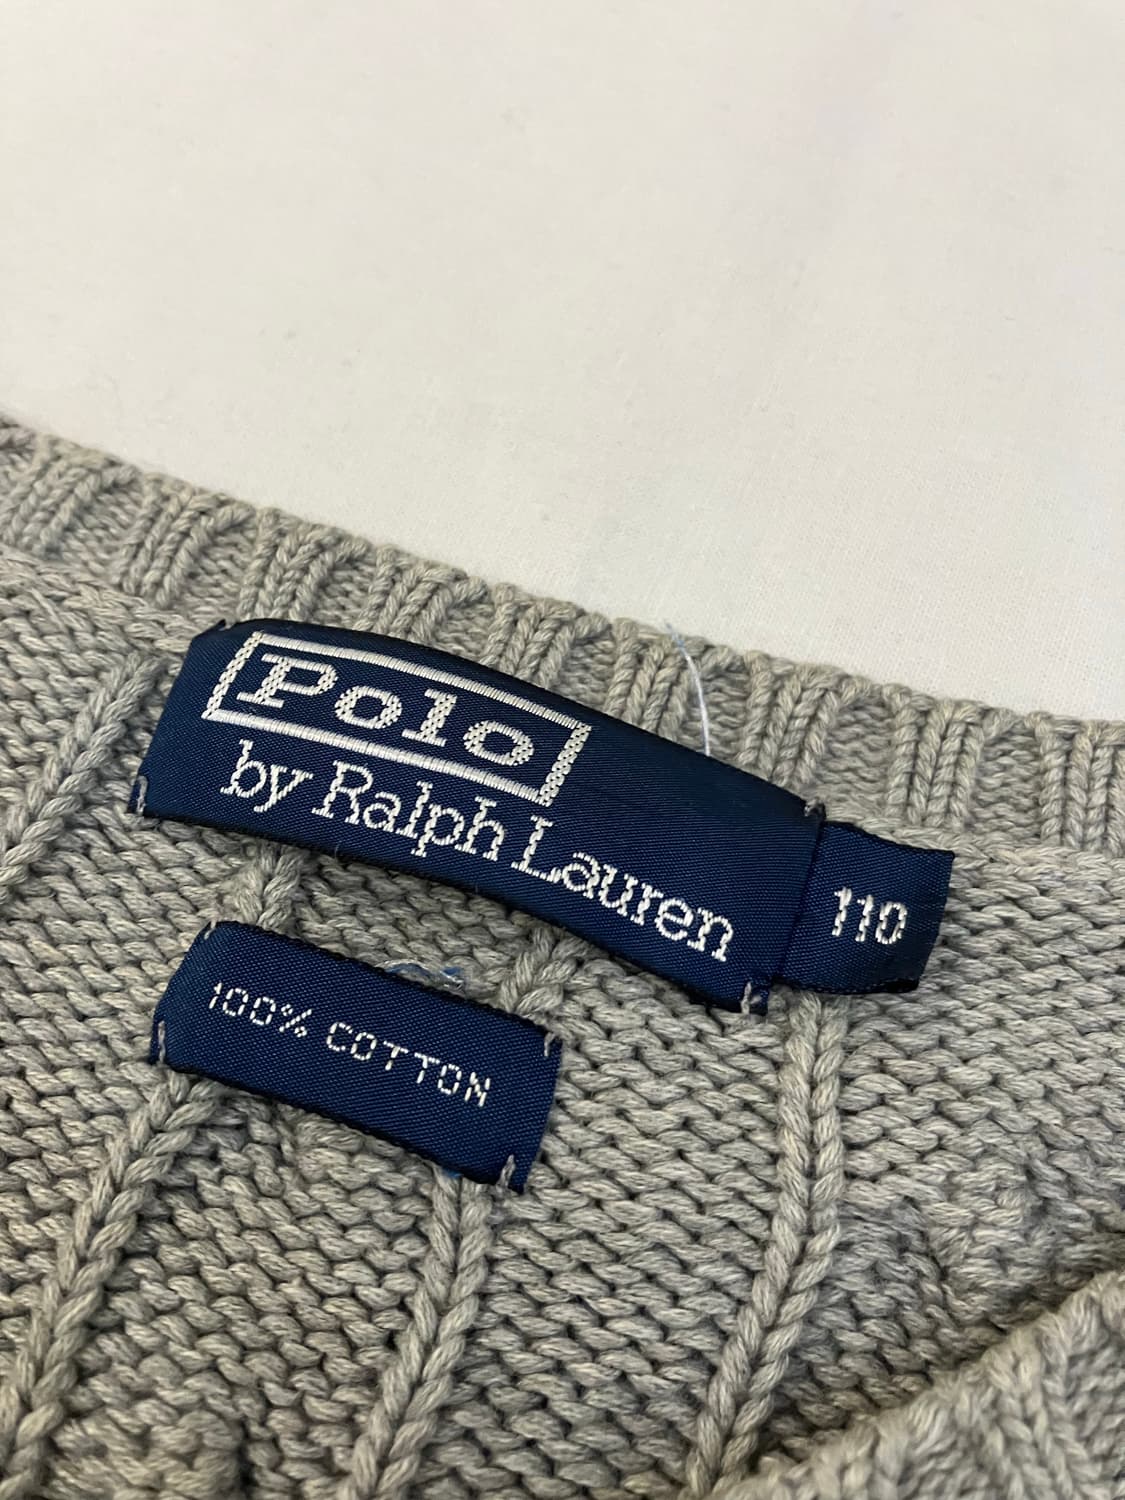 Polo
by Ralph Lauren
110
100% COTTON